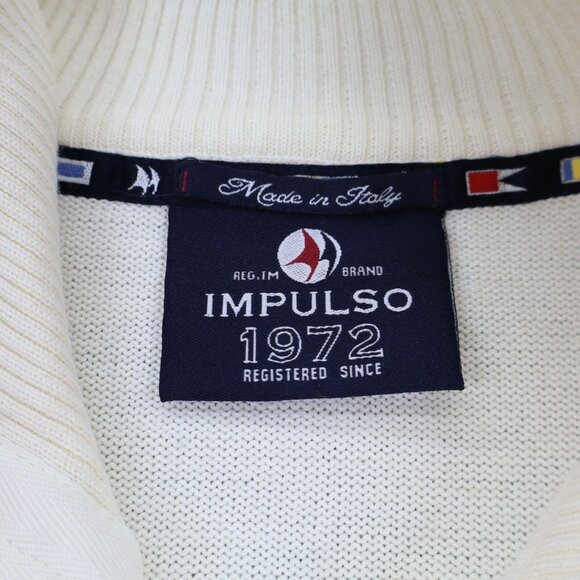 Made in Italy
REG.TM BRAND
IMPULSO
1972
REGISTERED SINCE